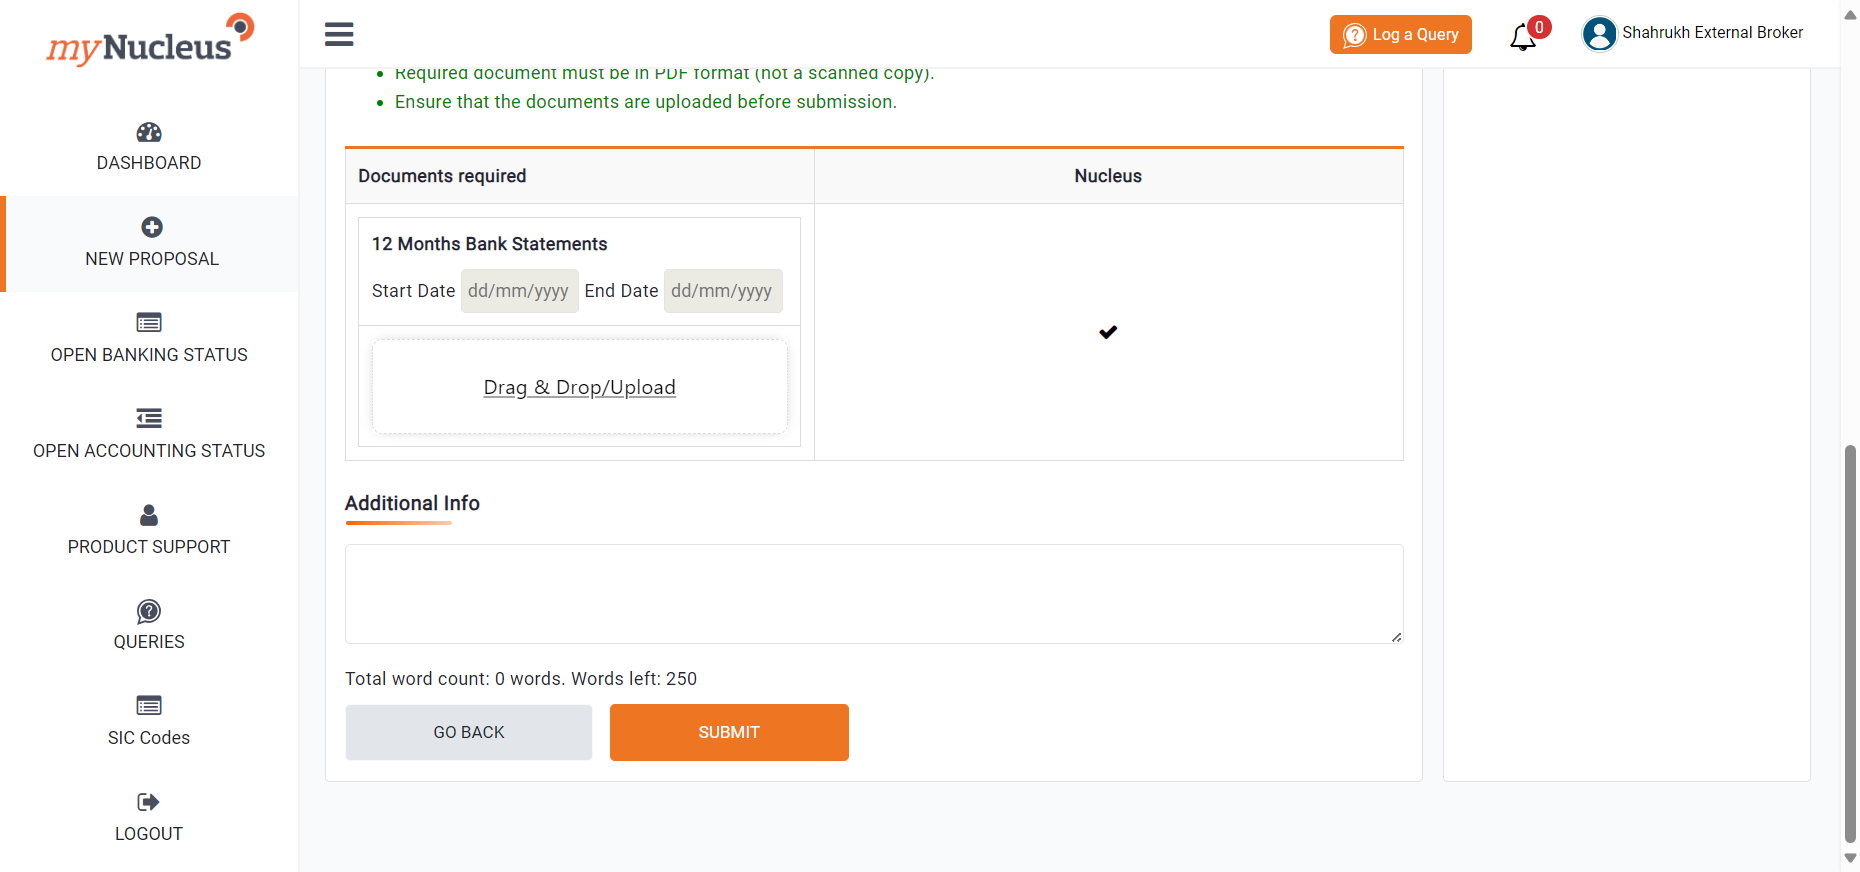 myNucleus
Log a Query
0
Shahrukh External Broker
DASHBOARD
NEW PROPOSAL
OPEN BANKING STATUS
OPEN ACCOUNTING STATUS
PRODUCT SUPPORT
QUERIES
SIC Codes
LOGOUT
Required document must be in PDF format (not a scanned copy).
Ensure that the documents are uploaded before submission.
Documents required
Nucleus
12 Months Bank Statements
Start Date dd/mm/yyyy End Date dd/mm/yyyy
Drag & Drop/Upload
Additional Info
Total word count: 0 words. Words left: 250
GO BACK
SUBMIT